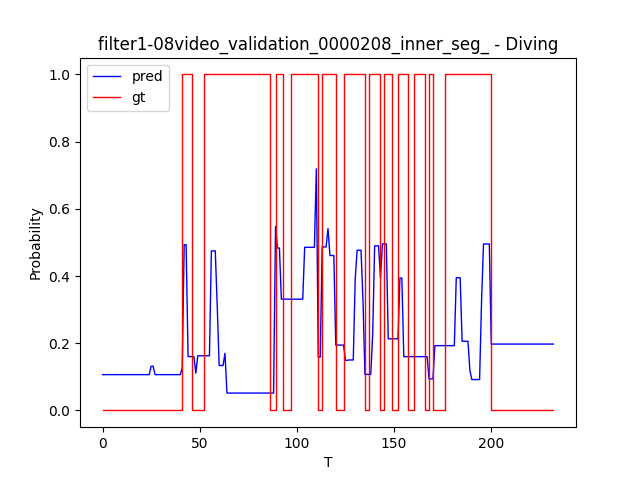 filter1-08video_validation_0000208_inner_seg_ - Diving
pred
gt
1.0
0.8
0.6
0.4
0.2
0.0
Probability
0
50
100
150
200
T